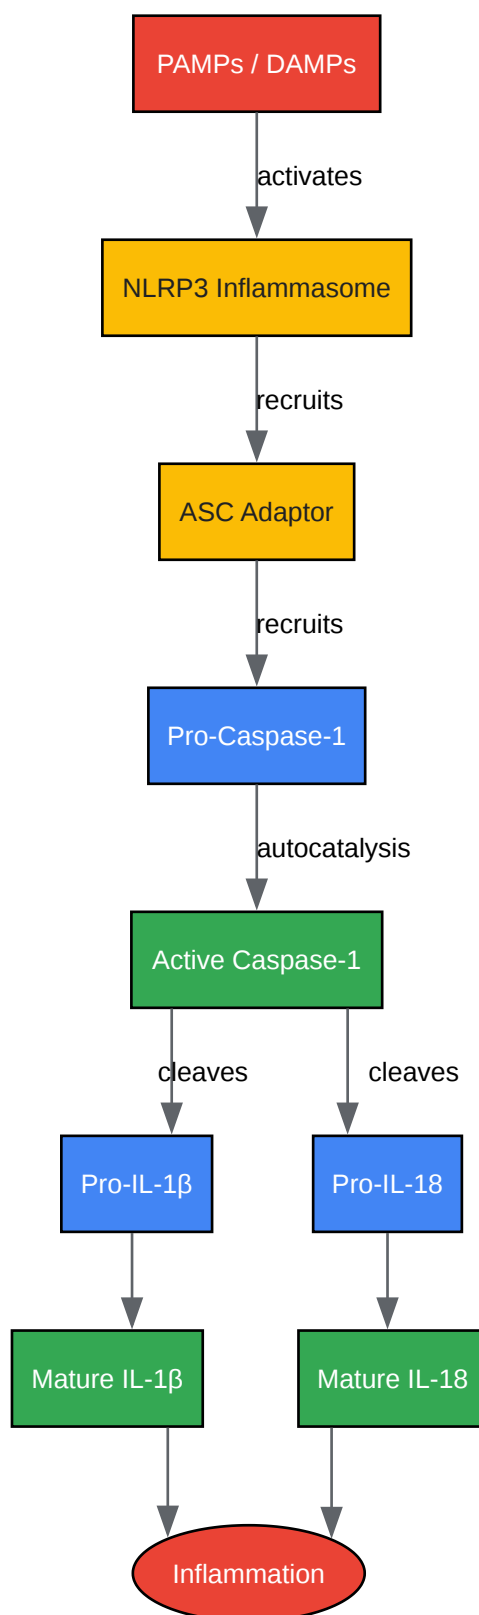 PAMPs / DAMPs
activates
NLRP3 Inflammasome
recruits
ASC Adaptor
recruits
Pro-Caspase-1
autocatalysis
Active Caspase-1
cleaves
cleaves
Pro-IL-1β
Pro-IL-18
Mature IL-1β
Mature IL-18
Inflammation